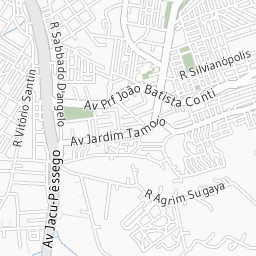 R Sabbado D'angelo
R Silvianópolis
Av Prf João Batista Conti
R Vitório Santin
Av Jardim Tamoio
Av Jacu-Pêssego
R Agrim Sugaya